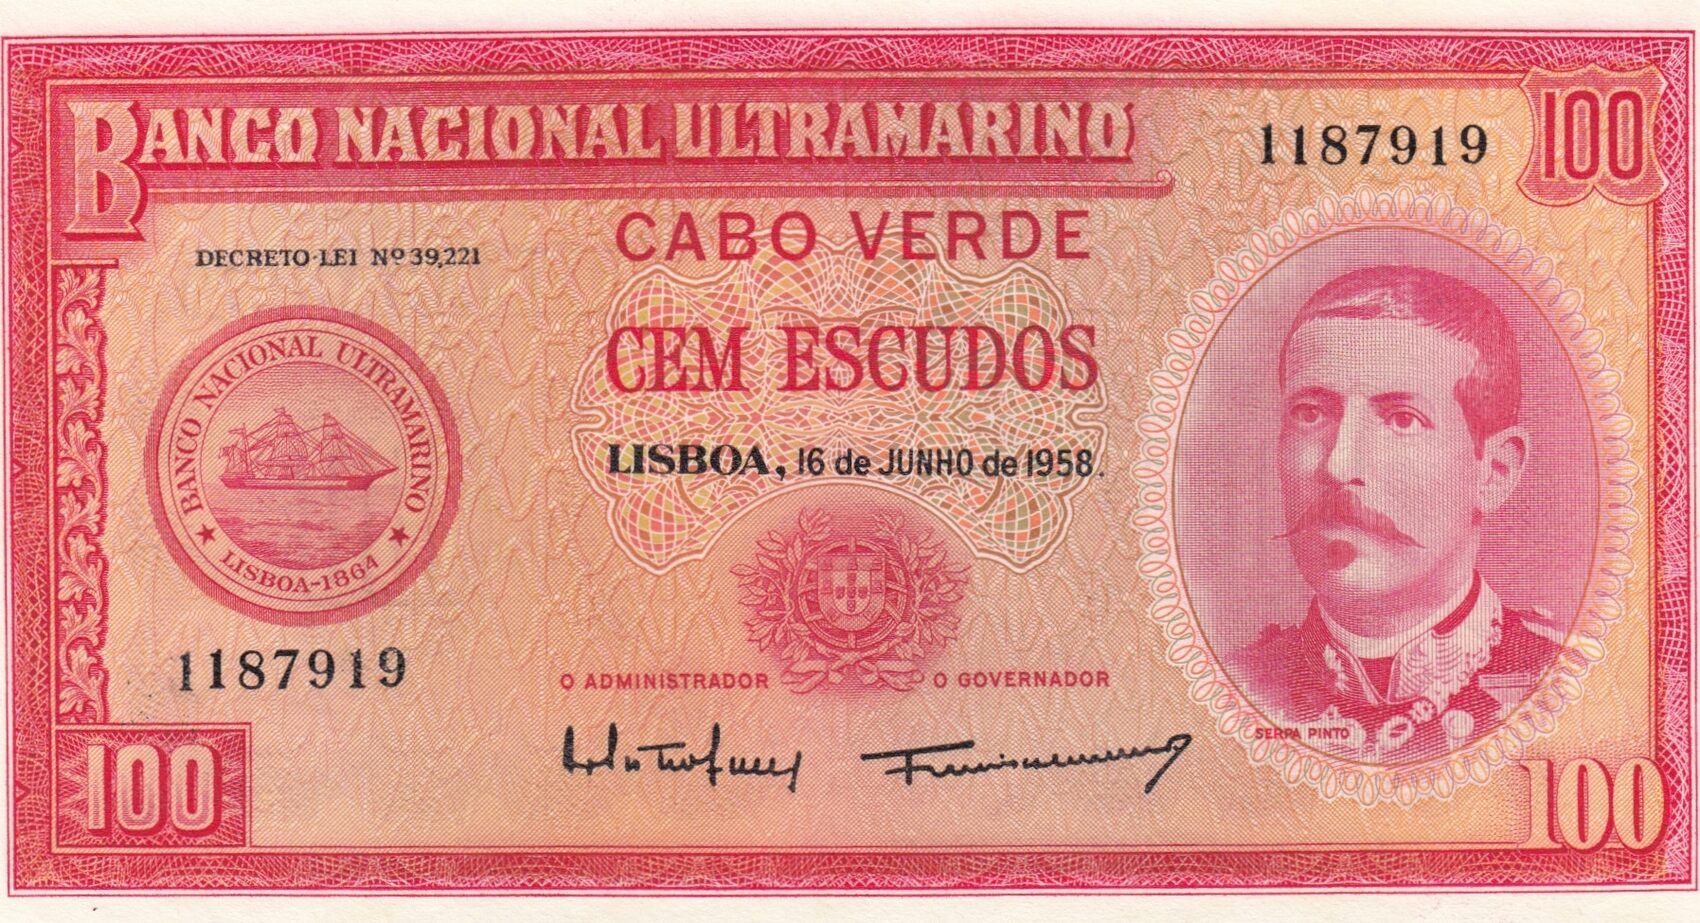 BANCO NACIONAL ULTRAMARINO
1187919
100
CABO VERDE
DECRETO-LEI Nº 39,221
CEM ESCUDOS
BANCO NACIONAL ULTRAMARINO
LISBOA-1864
LISBOA, 16 de JUNHO de 1958.
1187919
O ADMINISTRADOR
O GOVERNADOR
SERPA PINTO
100
100